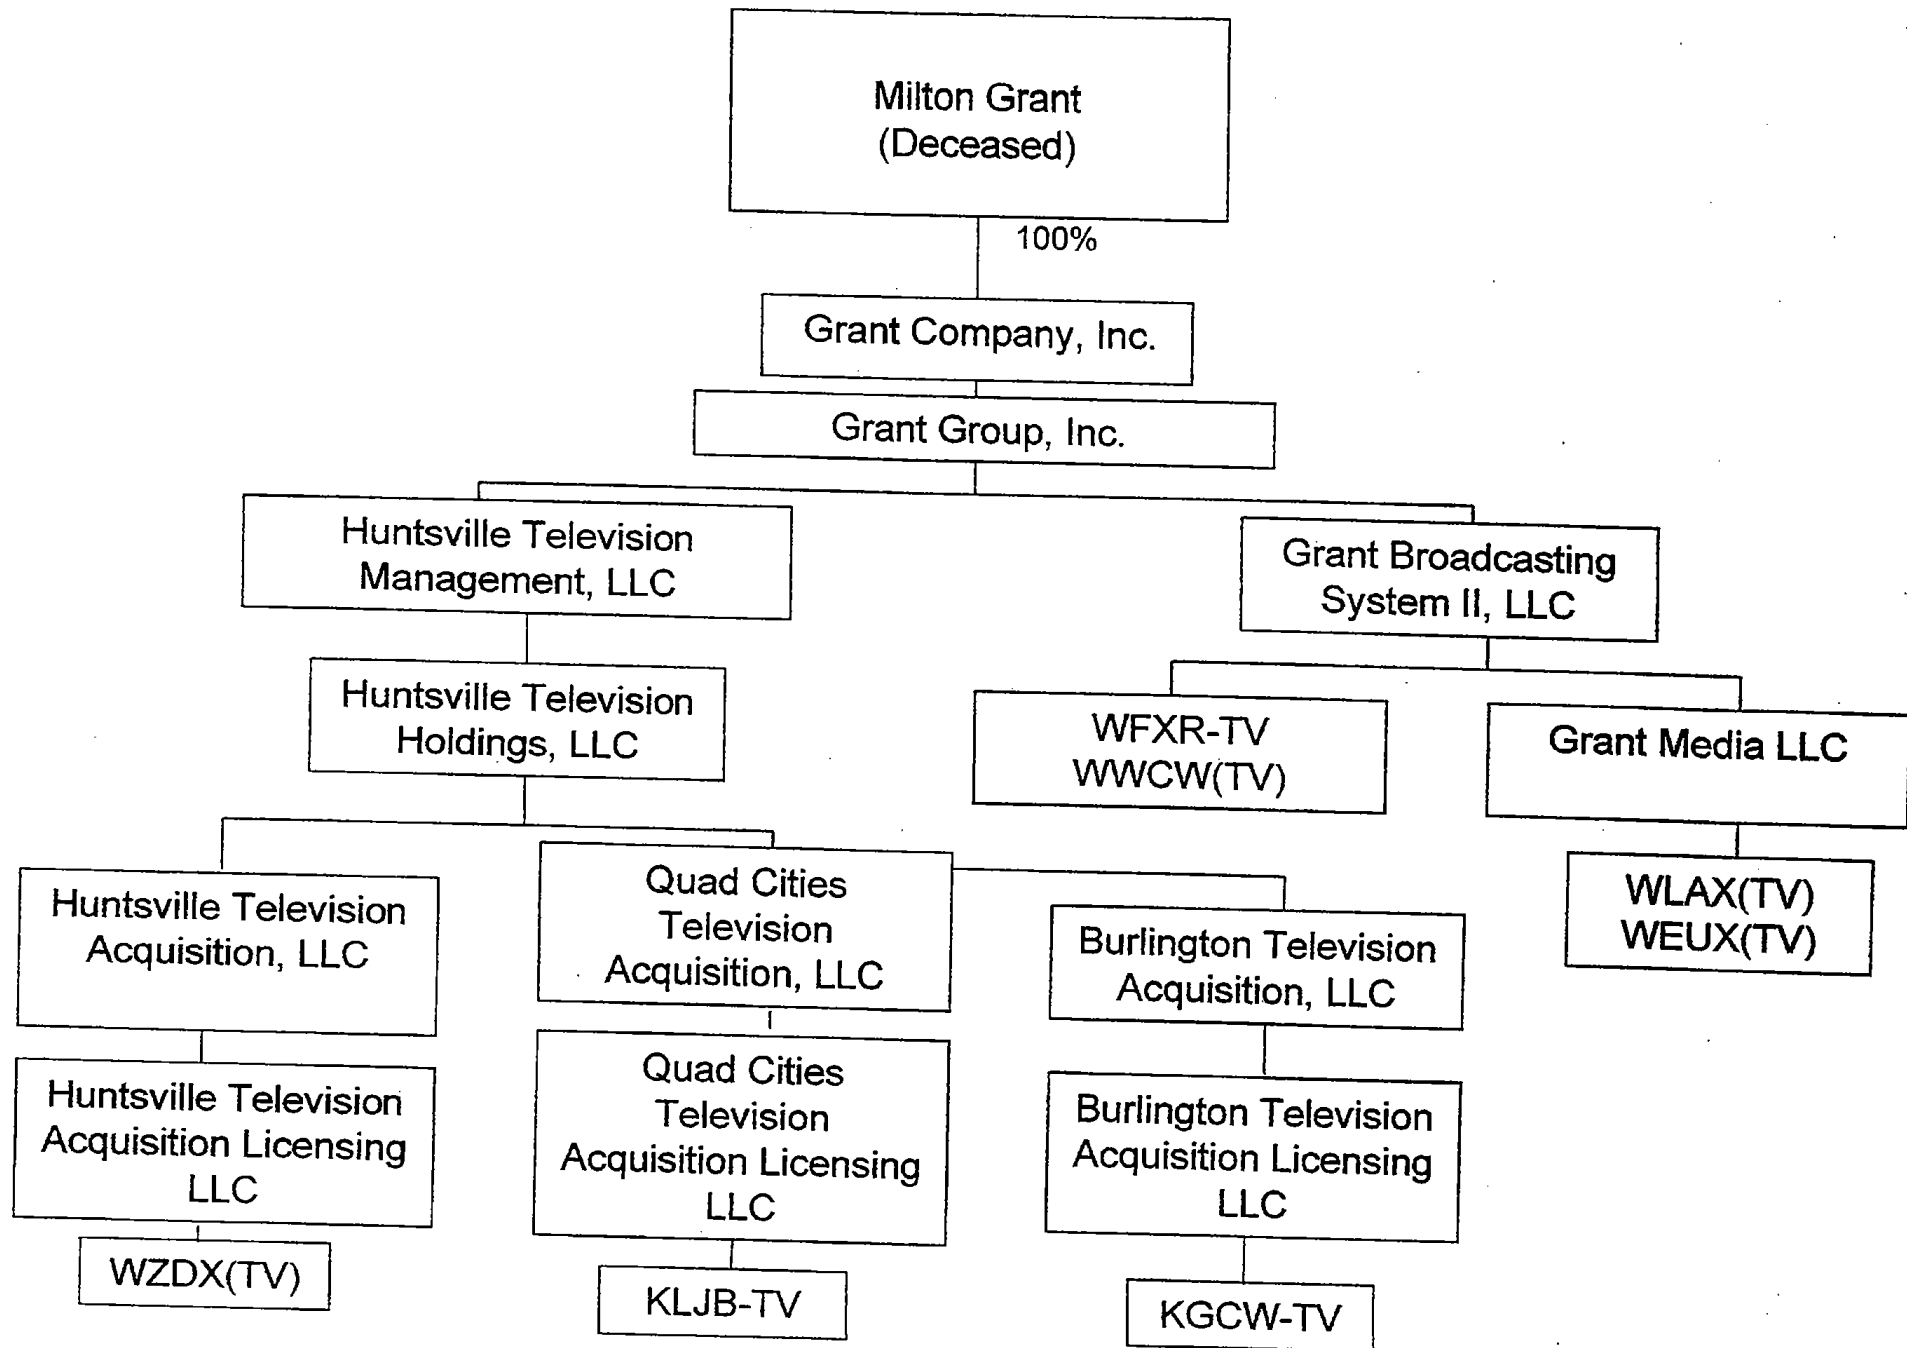 Milton Grant
(Deceased)
100%
Grant Company, Inc.
Grant Group, Inc.
Huntsville Television
Management, LLC
Grant Broadcasting
System II, LLC
Huntsville Television
Holdings, LLC
WFXR-TV
WWCW(TV)
Grant Media LLC
WLAX(TV)
WEUX(TV)
Huntsville Television
Acquisition, LLC
Quad Cities
Television
Acquisition, LLC
Burlington Television
Acquisition, LLC
Huntsville Television
Acquisition Licensing
LLC
Quad Cities
Television
Acquisition Licensing
LLC
Burlington Television
Acquisition Licensing
LLC
WZDX(TV)
KLJB-TV
KGCW-TV